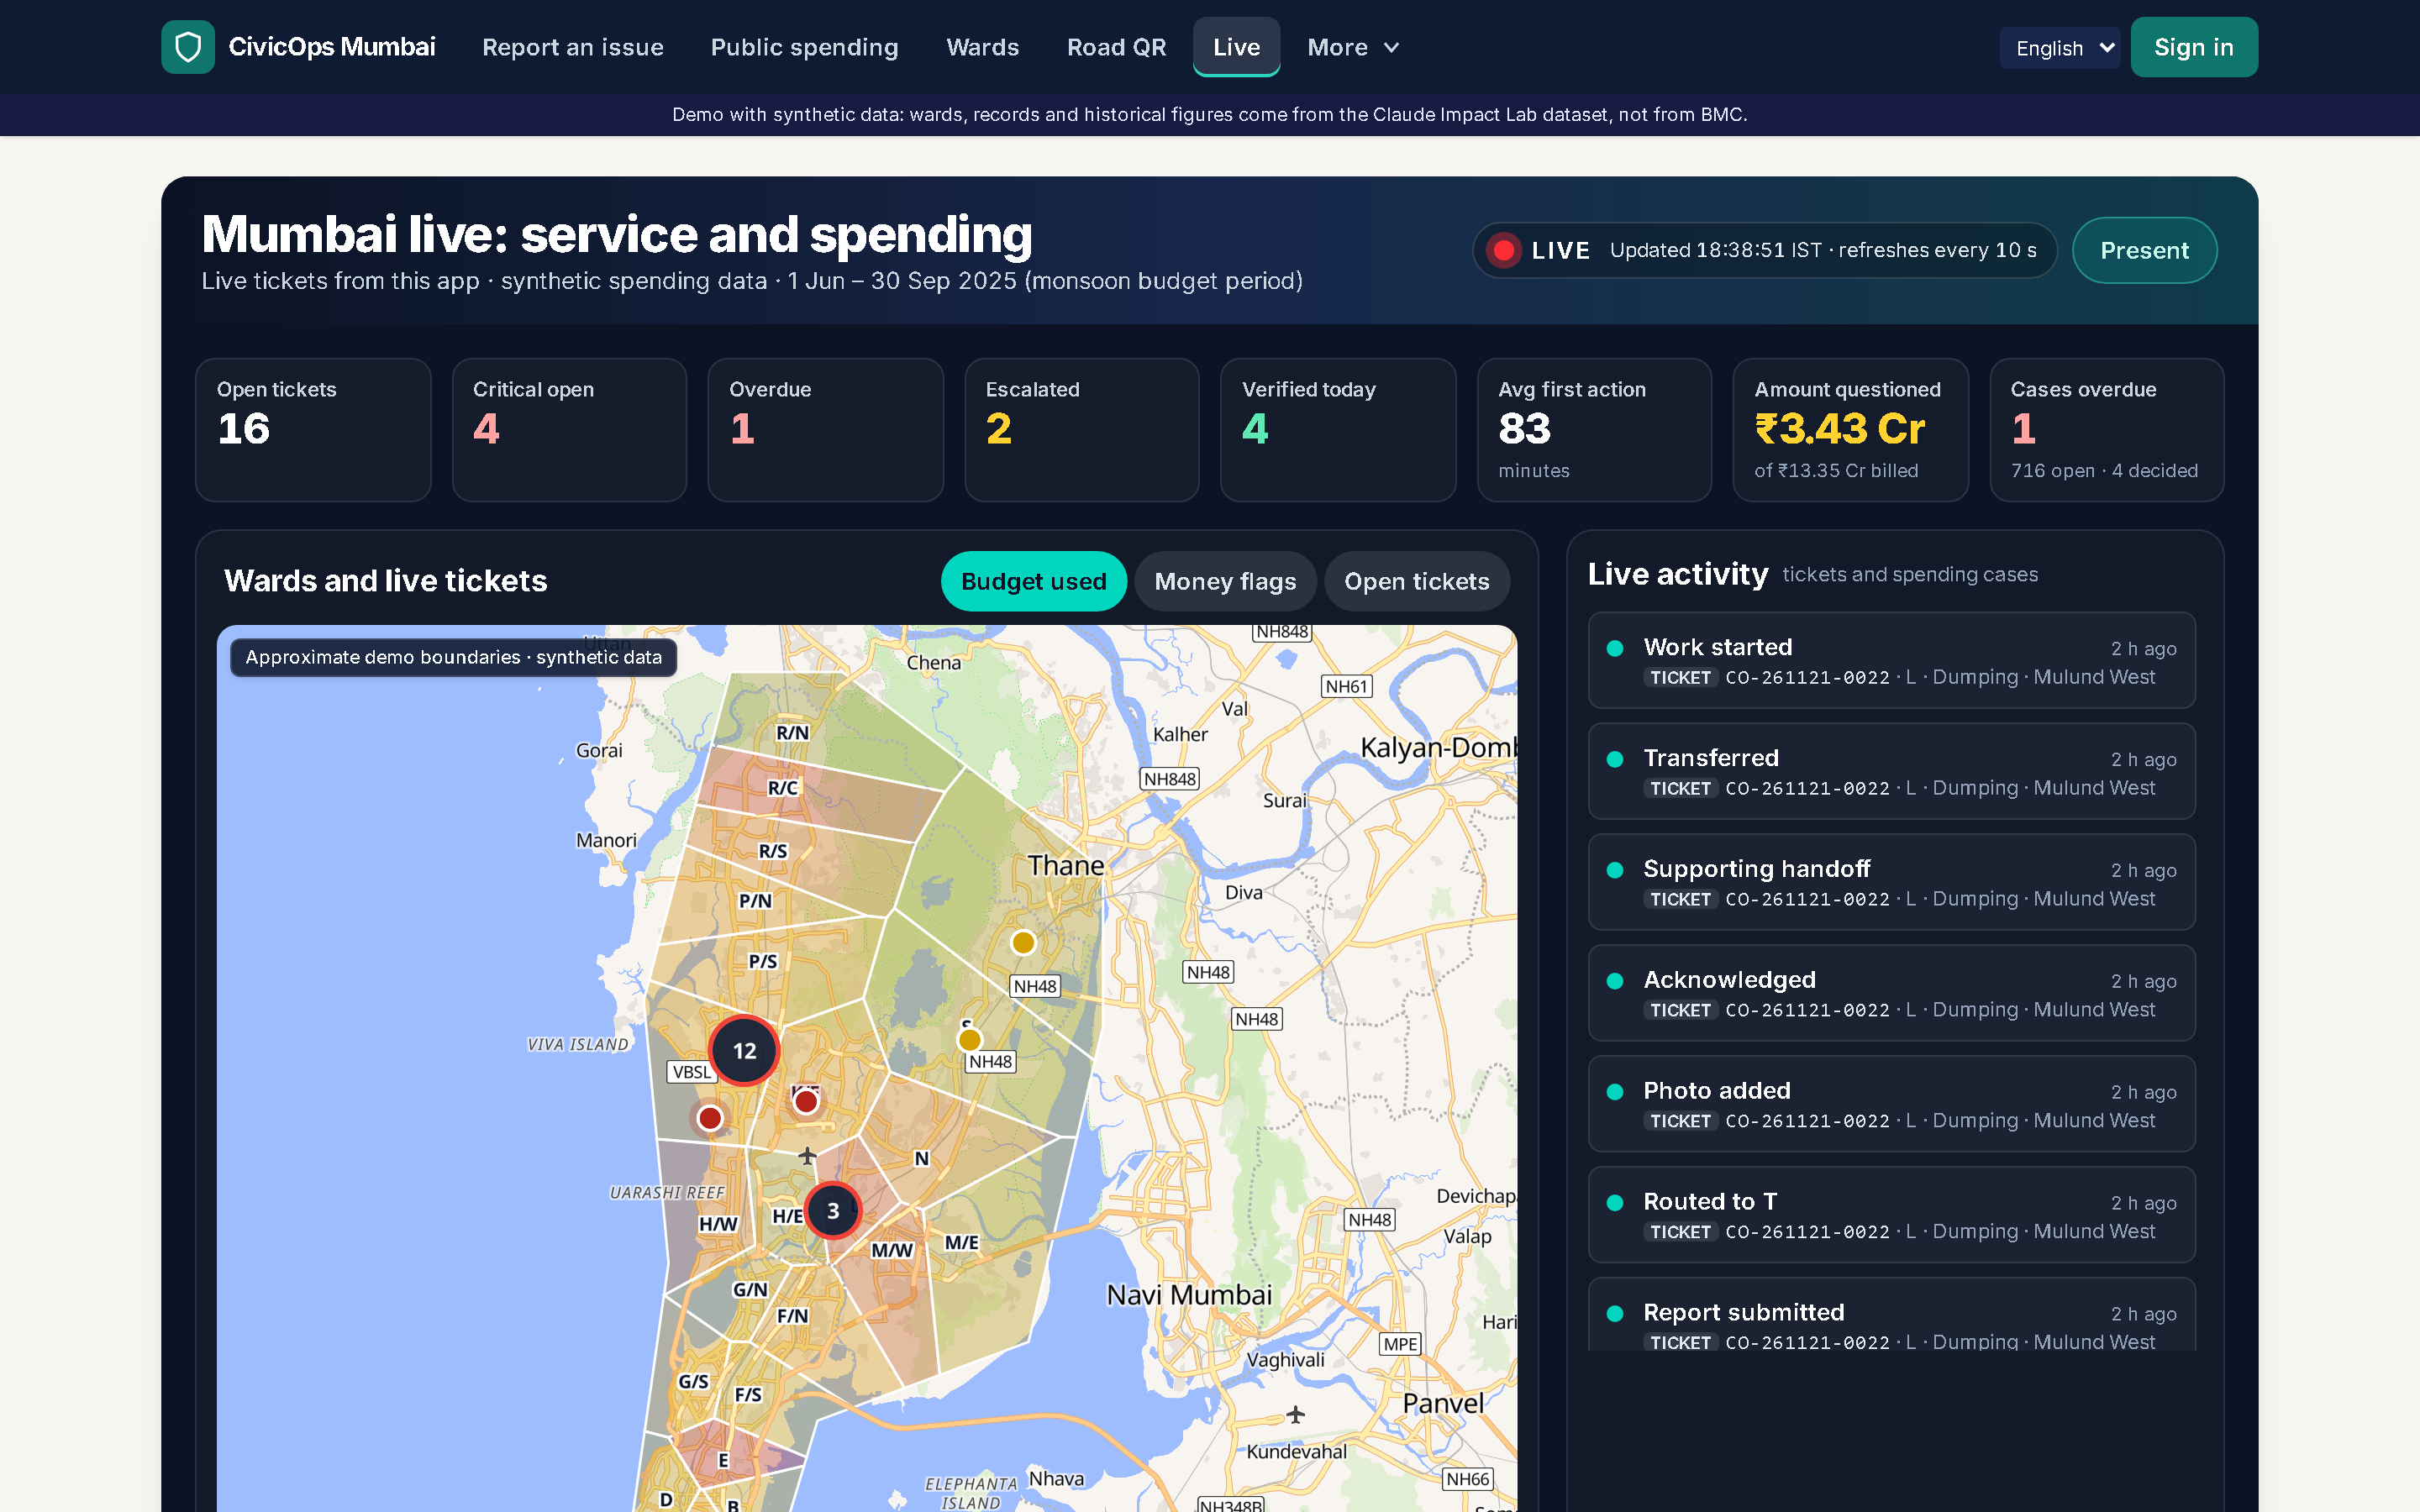 CivicOps Mumbai
Report an issue
Public spending
Wards
Road QR
Live
More
English
Sign in
Demo with synthetic data: wards, records and historical figures come from the Claude Impact Lab dataset, not from BMC.
Mumbai live: service and spending
Live tickets from this app · synthetic spending data · 1 Jun – 30 Sep 2025 (monsoon budget period)
LIVE Updated 18:38:51 IST · refreshes every 10 s
Present
Open tickets
16
Critical open
4
Overdue
1
Escalated
2
Verified today
4
Avg first action
83
minutes
Amount questioned
₹3.43 Cr
of ₹13.35 Cr billed
Cases overdue
1
716 open · 4 decided
Wards and live tickets
Budget used
Money flags
Open tickets
Approximate demo boundaries · synthetic data
NH848
Chena
NH61
Val
R/N
Kalher
Gorai
Kalyan-Domb
NH848
R/C
Surai
Manori
R/S
Thane
Diva
P/N
P/S
NH48
NH48
NH48
S
VIVA ISLAND
12
NH48
VBSL
N
UARASHI REEF
Devichap
H/W
H/E
3
NH48
M/W
M/E
Valap
G/N
Navi Mumbai
F/N
Hari
MPE
Vaghivali
G/S
F/S
Panvel
Kundevahal
E
ELEPHANTA
ISLAND
Nhava
NH66
D
B
NH348B
Live activity tickets and spending cases
Work started 2 h ago
TICKET CO-261121-0022 · L · Dumping · Mulund West
Transferred 2 h ago
TICKET CO-261121-0022 · L · Dumping · Mulund West
Supporting handoff 2 h ago
TICKET CO-261121-0022 · L · Dumping · Mulund West
Acknowledged 2 h ago
TICKET CO-261121-0022 · L · Dumping · Mulund West
Photo added 2 h ago
TICKET CO-261121-0022 · L · Dumping · Mulund West
Routed to T 2 h ago
TICKET CO-261121-0022 · L · Dumping · Mulund West
Report submitted 2 h ago
TICKET CO-261121-0022 · L · Dumping · Mulund West